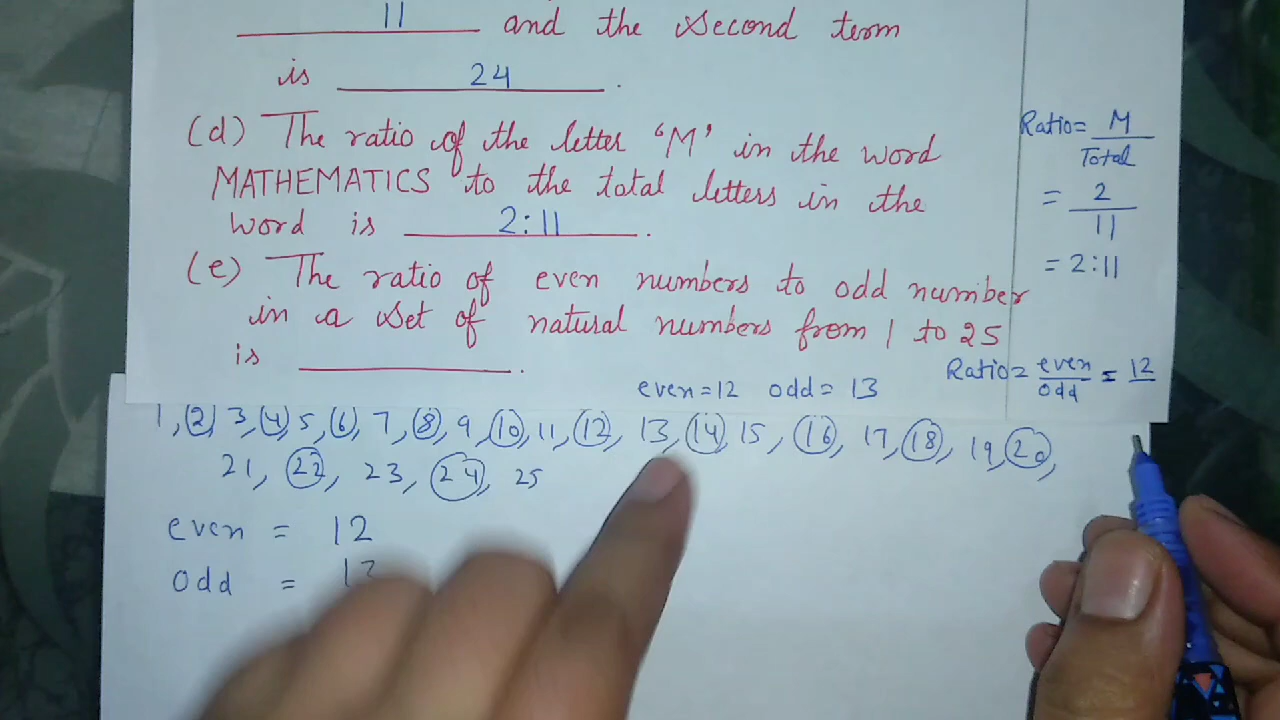 11 and the second term
is 24.
(d) The ratio of the letter 'M' in the word
MATHEMATICS to the total letters in the
word is 2:11.
(e) The ratio of even numbers to odd number
in a set of natural numbers from 1 to 25
is ______.
Ratio = M/Total
= 2/11
= 2:11
even = 12 odd = 13
Ratio = even/odd = 12
1, 2, 3, 4, 5, 6, 7, 8, 9, 10, 11, 12, 13, 14, 15, 16, 17, 18, 19, 20,
21, 22, 23, 24, 25
even = 12
odd = 13